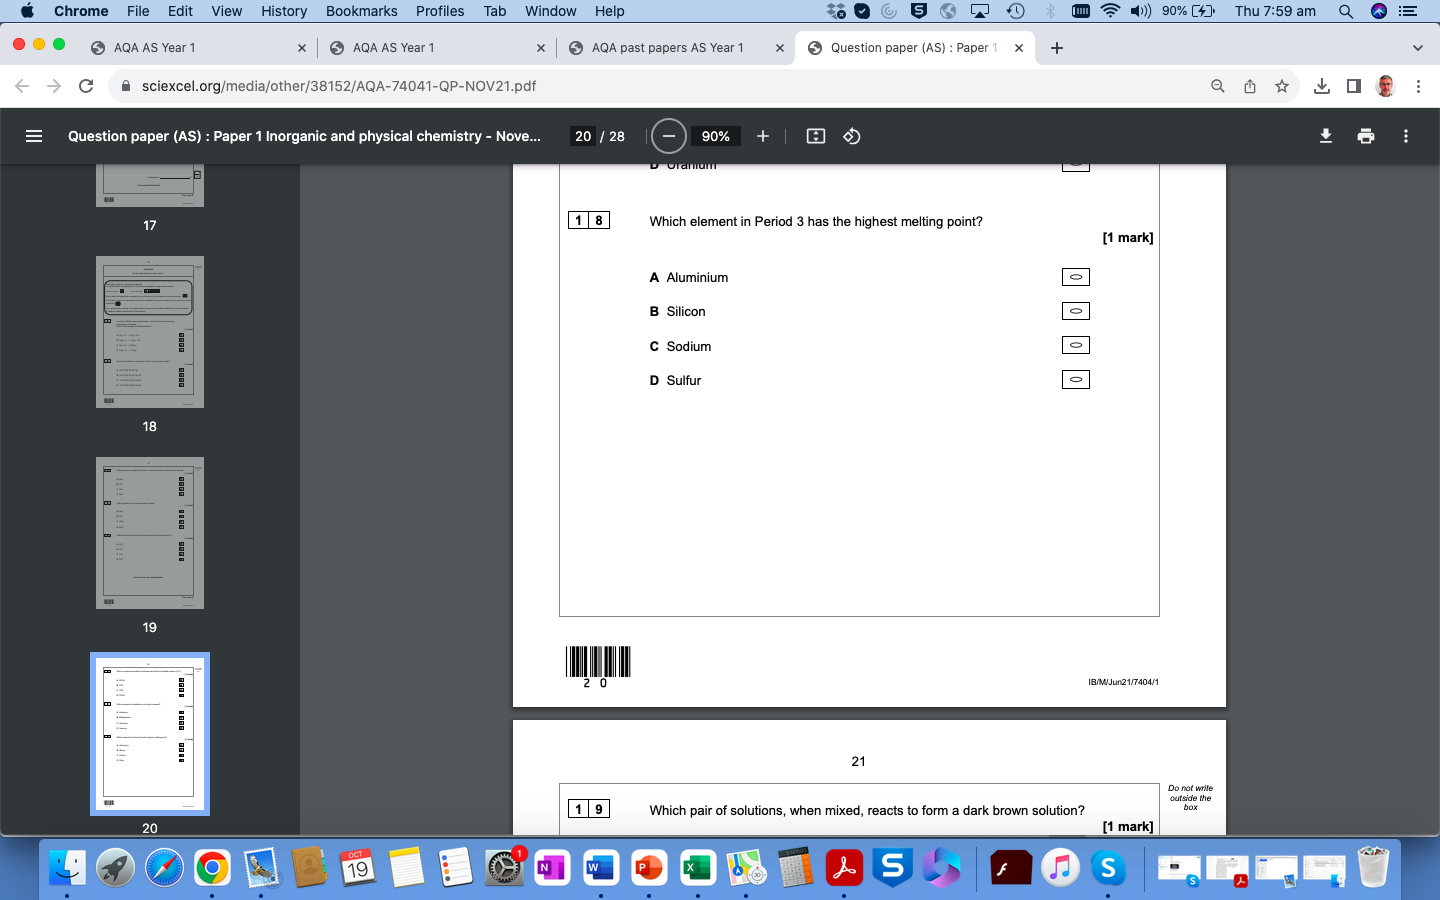 Chrome File Edit View History Bookmarks Profiles Tab Window Help 90% Thu 7:59 am
AQA AS Year 1 AQA AS Year 1 AQA past papers AS Year 1 Question paper (AS) : Paper 1
sciexcel.org/media/other/38152/AQA-74041-QP-NOV21.pdf
Question paper (AS) : Paper 1 Inorganic and physical chemistry - Nove... 20 / 28 90%
17
18
19
20
D Uranium
1 8 Which element in Period 3 has the highest melting point?
[1 mark]
A Aluminium
B Silicon
C Sodium
D Sulfur
2 0
IB/M/Jun21/7404/1
21
Do not write
outside the
box
1 9 Which pair of solutions, when mixed, reacts to form a dark brown solution?
[1 mark]
OCT
19
1